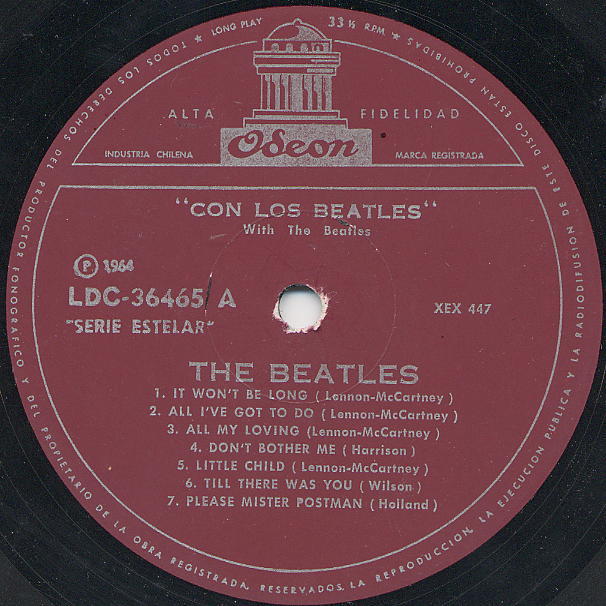 ★ TODOS LOS DERECHOS DEL PRODUCTOR FONOGRAFICO Y DEL PROPIETARIO DE LA OBRA REGISTRADA, RESERVADOS. LA REPRODUCCION, LA EJECUCION PUBLICA Y LA RADIODIFUSION DE ESTE DISCO ESTAN PROHIBIDAS ★
LONG PLAY 33⅓ R.P.M.
ALTA FIDELIDAD
Odeon
INDUSTRIA CHILENA MARCA REGISTRADA
"CON LOS BEATLES"
With The Beatles
℗ 1964
LDC-36465/A
XEX 447
"SERIE ESTELAR"
THE BEATLES
1. IT WON'T BE LONG (Lennon-McCartney)
2. ALL I'VE GOT TO DO (Lennon-McCartney)
3. ALL MY LOVING (Lennon-McCartney)
4. DON'T BOTHER ME (Harrison)
5. LITTLE CHILD (Lennon-McCartney)
6. TILL THERE WAS YOU (Wilson)
7. PLEASE MISTER POSTMAN (Holland)